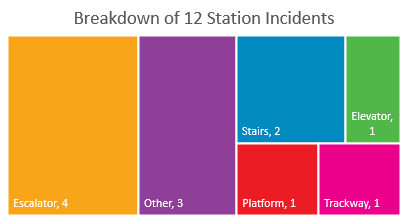 Breakdown of 12 Station Incidents
Escalator, 4
Other, 3
Stairs, 2
Elevator,
1
Platform, 1
Trackway, 1